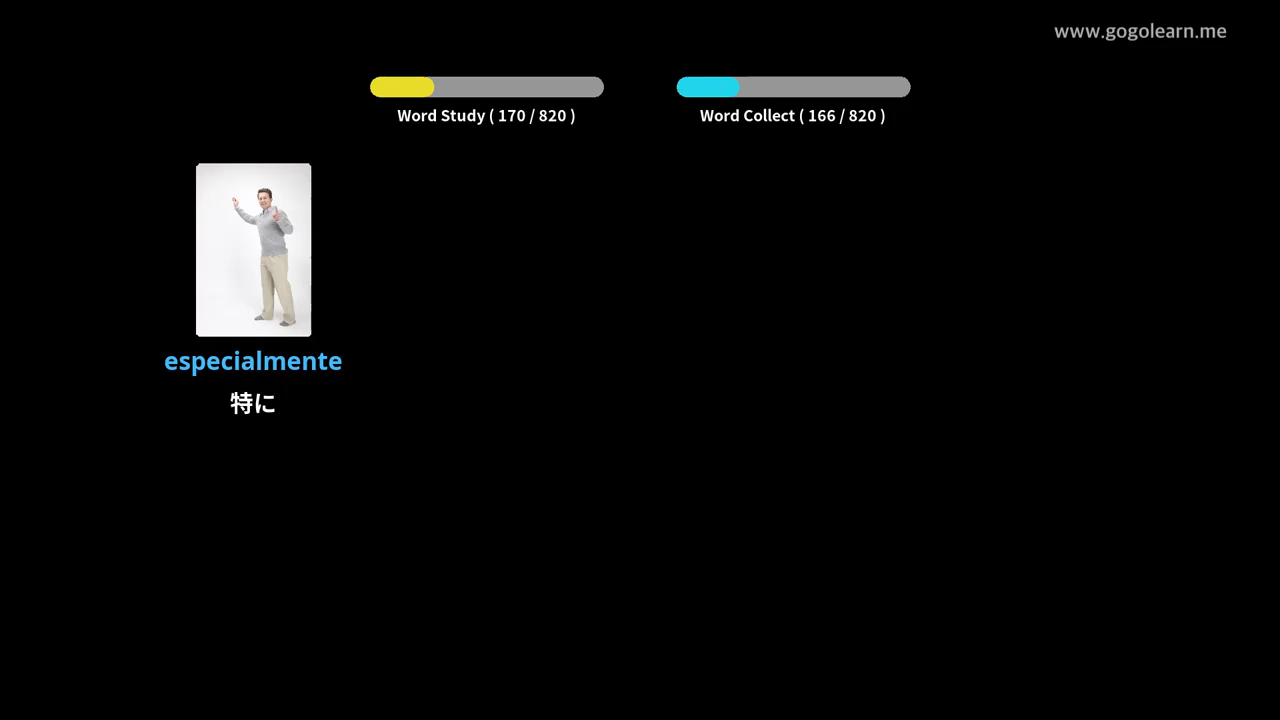 www.gogolearn.me
Word Study ( 170 / 820 )
Word Collect ( 166 / 820 )
especialmente
特に